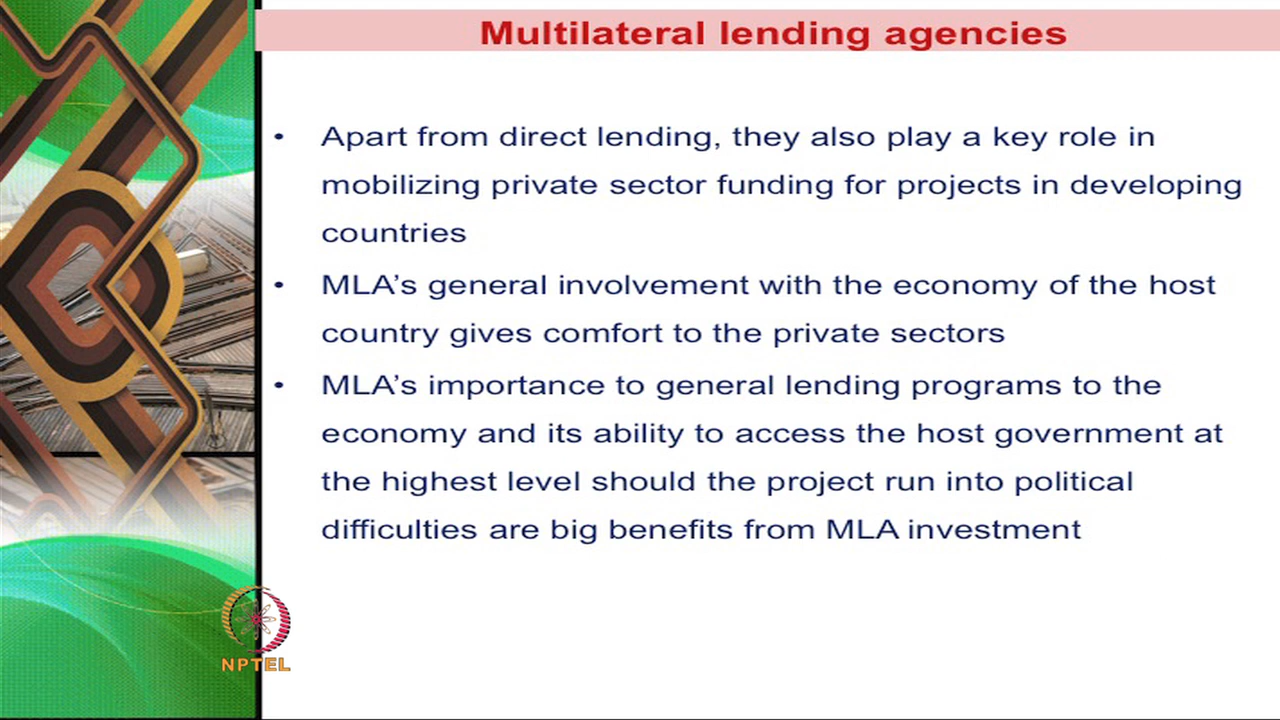 Multilateral lending agencies
• Apart from direct lending, they also play a key role in
mobilizing private sector funding for projects in developing
countries
• MLA’s general involvement with the economy of the host
country gives comfort to the private sectors
• MLA’s importance to general lending programs to the
economy and its ability to access the host government at
the highest level should the project run into political
difficulties are big benefits from MLA investment
NPTEL